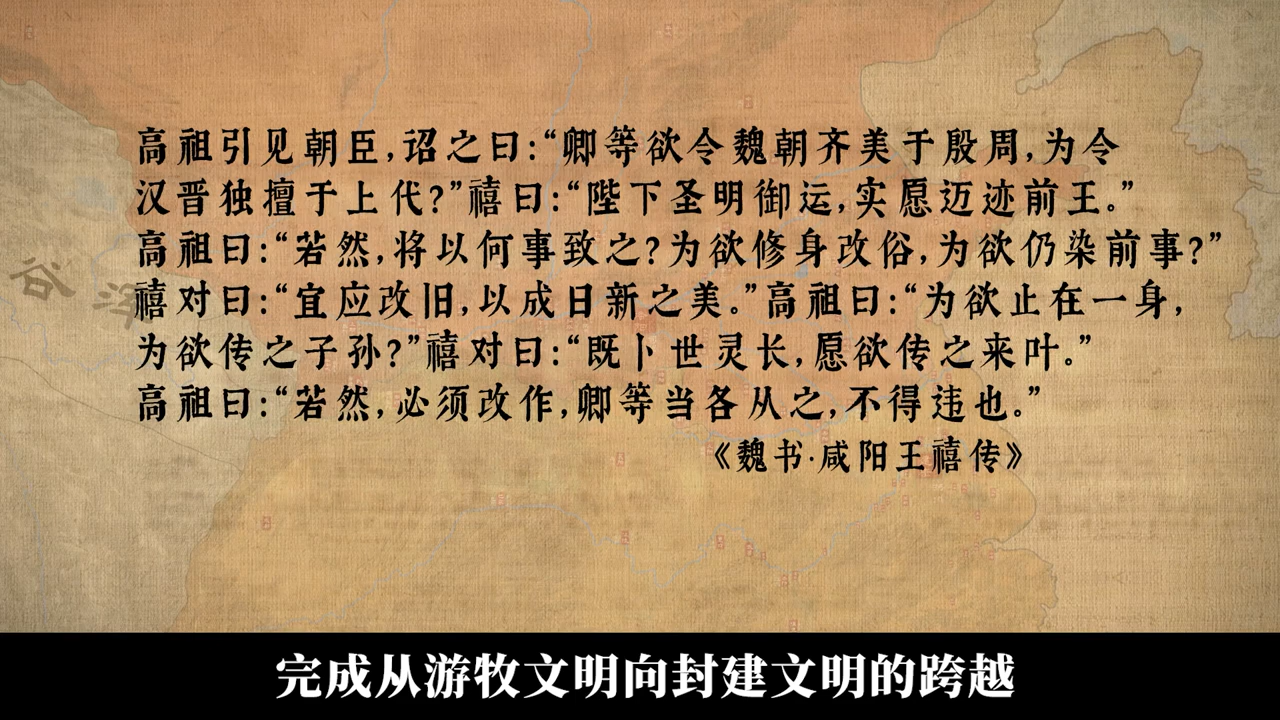 高祖引见朝臣，诏之曰：“卿等欲令魏朝齐美于殷周，为令
汉晋独擅于上代？”禧曰：“陛下圣明御运，实愿迈迹前王。”
高祖曰：“若然，将以何事致之？为欲修身改俗，为欲仍染前事？”
禧对曰：“宜应改旧，以成日新之美。”高祖曰：“为欲止在一身，
为欲传之子孙？”禧对曰：“既卜世灵长，愿欲传之来叶。”
高祖曰：“若然，必须改作，卿等当各从之，不得违也。”
《魏书·咸阳王禧传》
谷浑
完成从游牧文明向封建文明的跨越